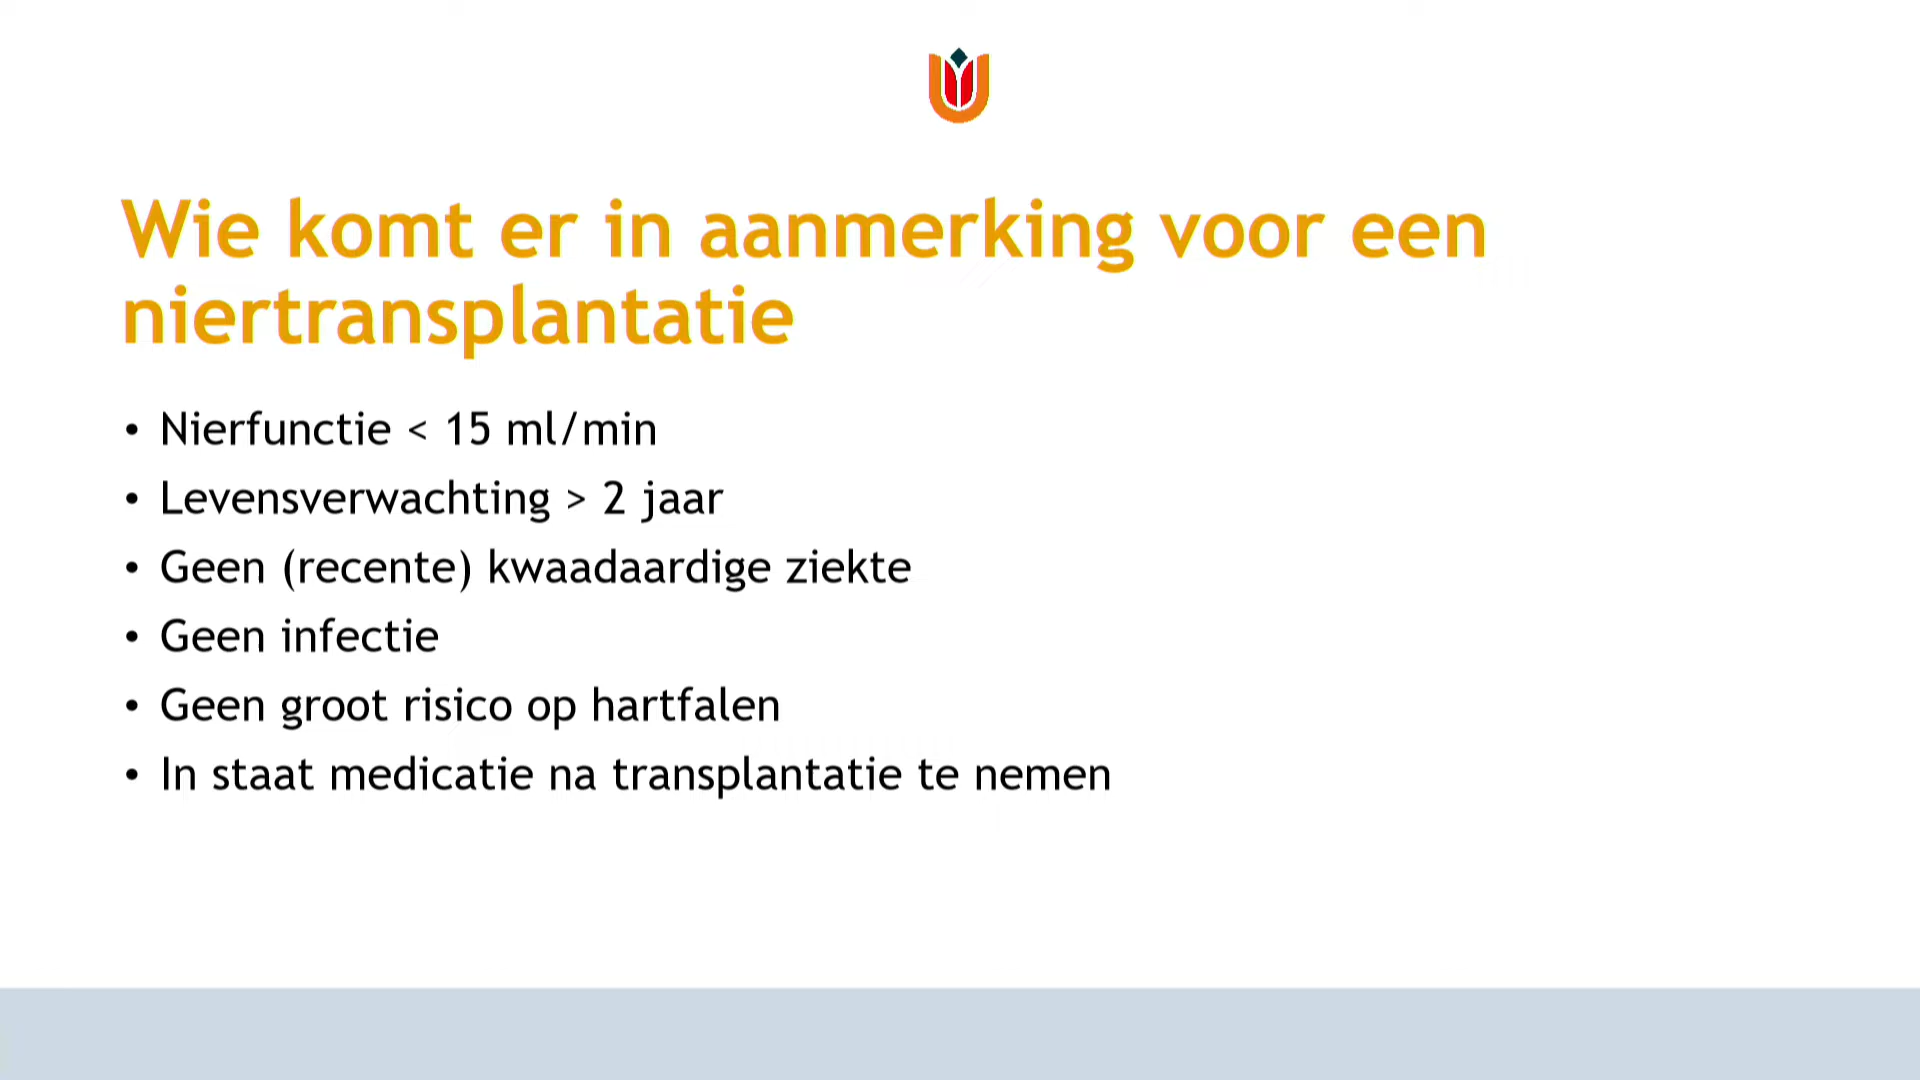 Wie komt er in aanmerking voor een
niertransplantatie
• Nierfunctie < 15 ml/min
• Levensverwachting > 2 jaar
• Geen (recente) kwaadaardige ziekte
• Geen infectie
• Geen groot risico op hartfalen
• In staat medicatie na transplantatie te nemen